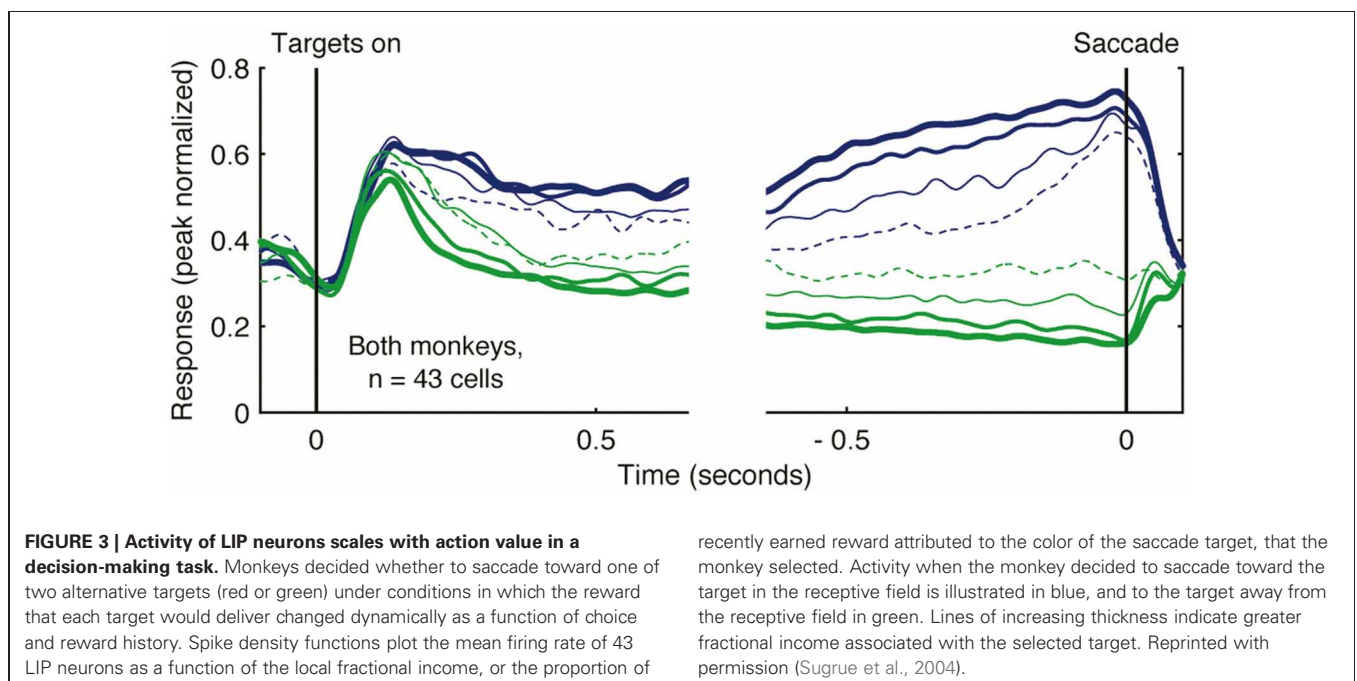 Targets on
Saccade
Response (peak normalized)
0.8
0.6
0.4
0.2
0
Both monkeys,
n = 43 cells
0
0.5
- 0.5
0
Time (seconds)
FIGURE 3 | Activity of LIP neurons scales with action value in a
decision-making task. Monkeys decided whether to saccade toward one of
two alternative targets (red or green) under conditions in which the reward
that each target would deliver changed dynamically as a function of choice
and reward history. Spike density functions plot the mean firing rate of 43
LIP neurons as a function of the local fractional income, or the proportion of
recently earned reward attributed to the color of the saccade target, that the
monkey selected. Activity when the monkey decided to saccade toward the
target in the receptive field is illustrated in blue, and to the target away from
the receptive field in green. Lines of increasing thickness indicate greater
fractional income associated with the selected target. Reprinted with
permission (Sugrue et al., 2004).